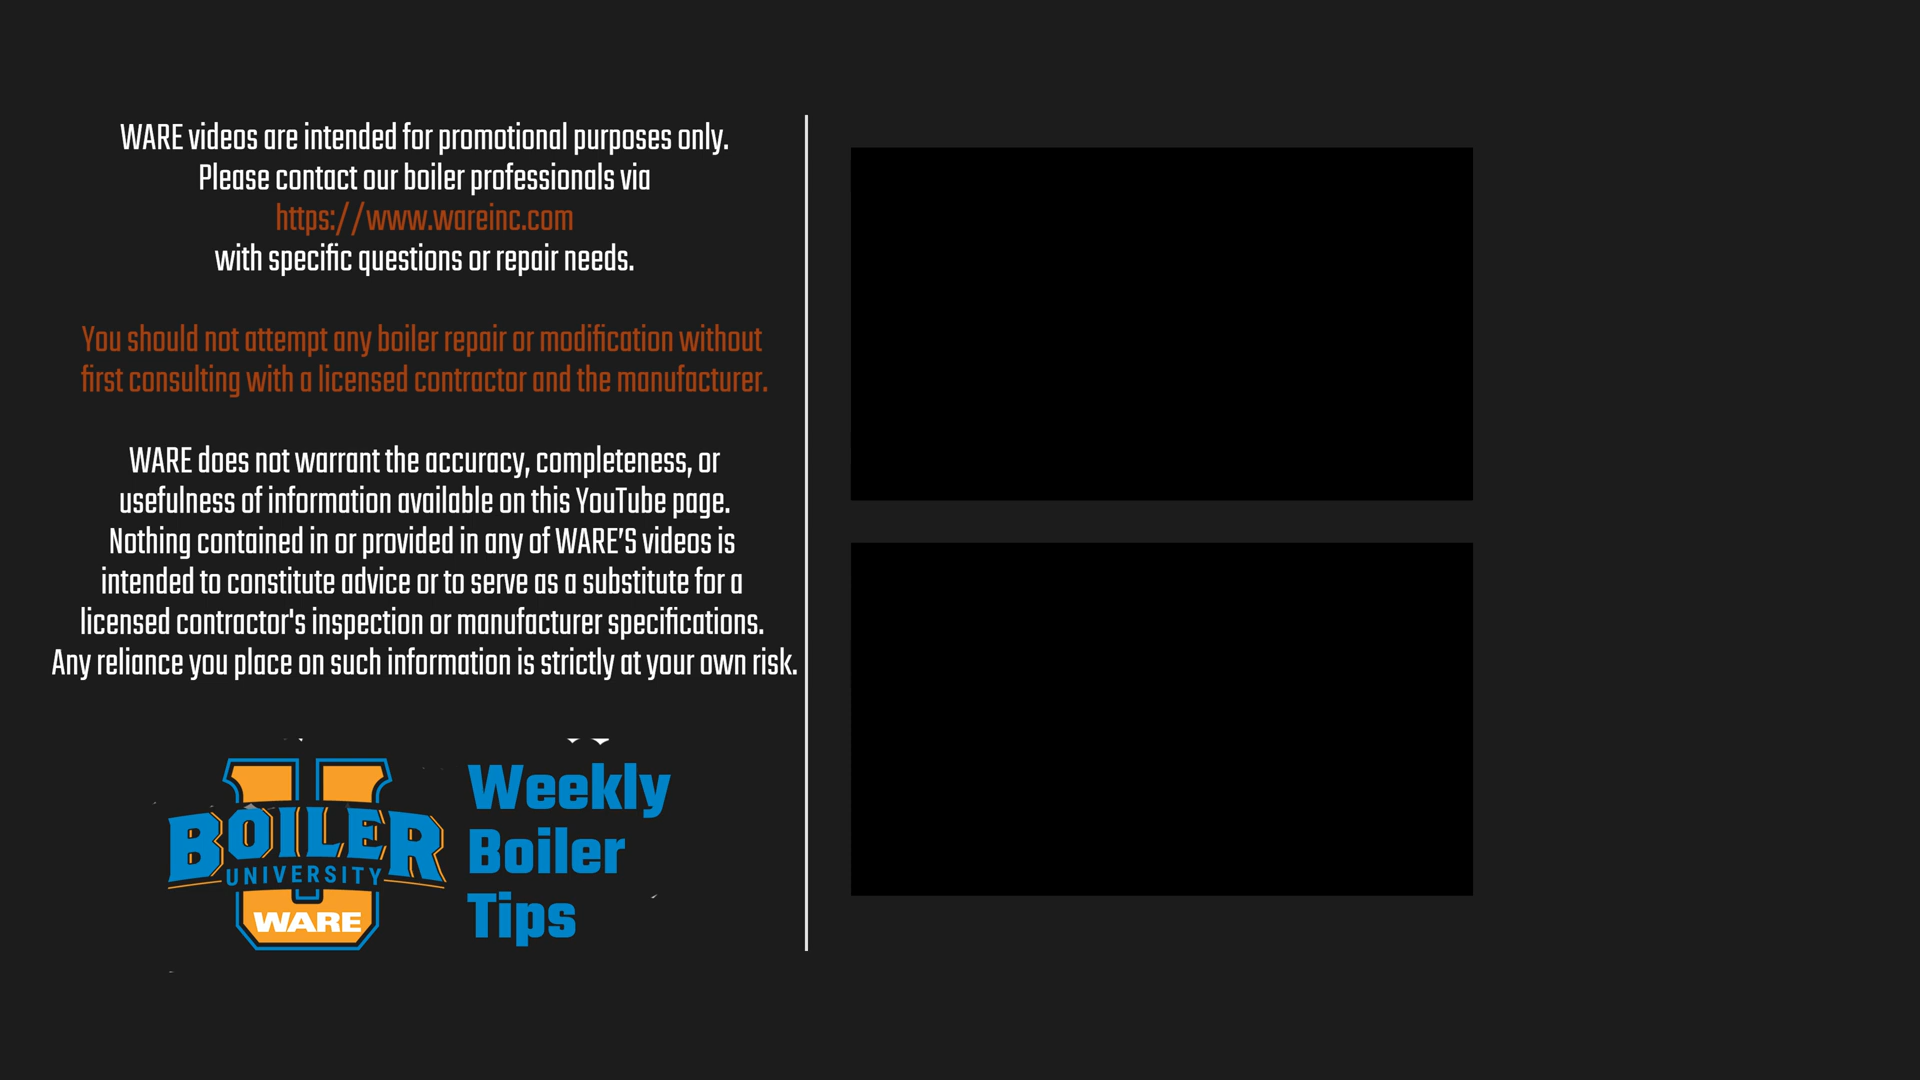 WARE videos are intended for promotional purposes only.
Please contact our boiler professionals via
https://www.wareinc.com
with specific questions or repair needs.
You should not attempt any boiler repair or modification without
first consulting with a licensed contractor and the manufacturer.
WARE does not warrant the accuracy, completeness, or
usefulness of information available on this YouTube page.
Nothing contained in or provided in any of WARE’S videos is
intended to constitute advice or to serve as a substitute for a
licensed contractor's inspection or manufacturer specifications.
Any reliance you place on such information is strictly at your own risk.
U
BOILER
UNIVERSITY
WARE
Weekly
Boiler
Tips